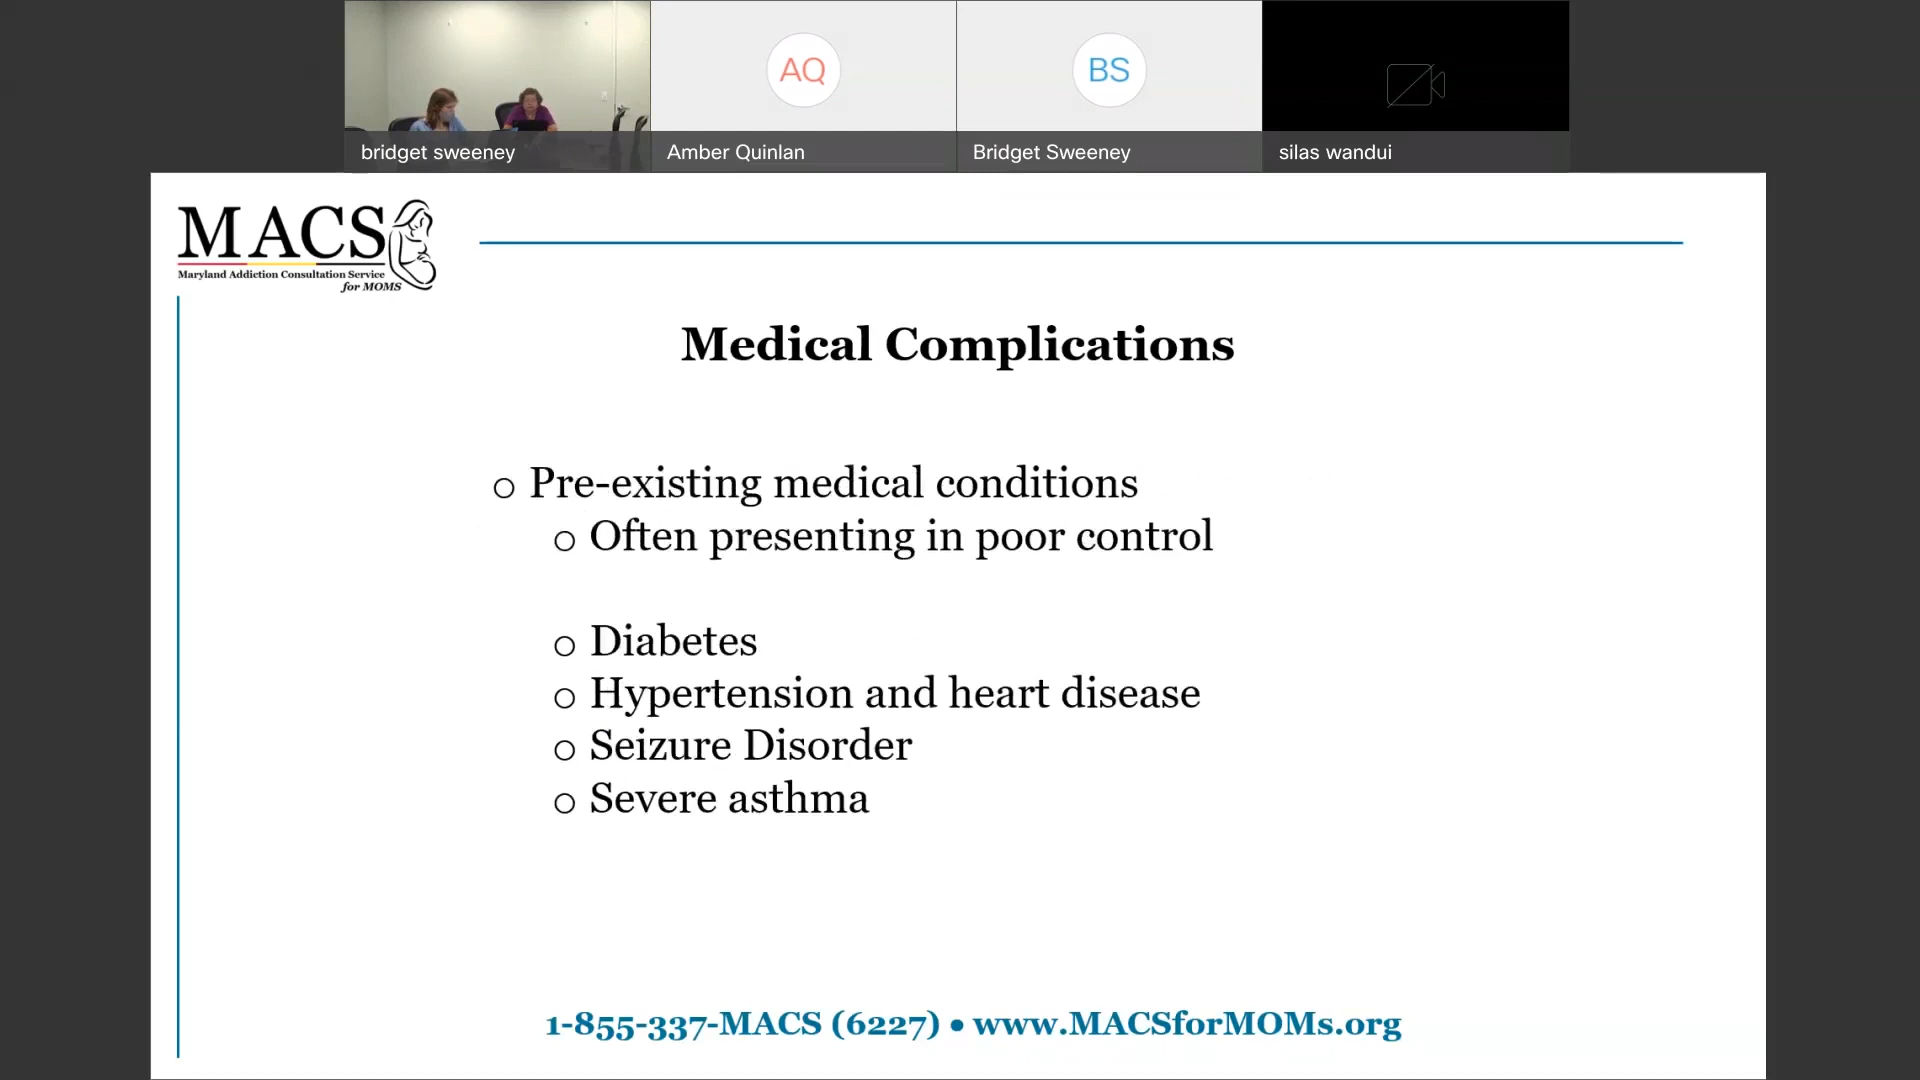 AQ
BS
bridget sweeney
Amber Quinlan
Bridget Sweeney
silas wandui
MACS
Maryland Addiction Consultation Service
for MOMS
Medical Complications
o Pre-existing medical conditions
o Often presenting in poor control
o Diabetes
o Hypertension and heart disease
o Seizure Disorder
o Severe asthma
1-855-337-MACS (6227) • www.MACSforMOMs.org